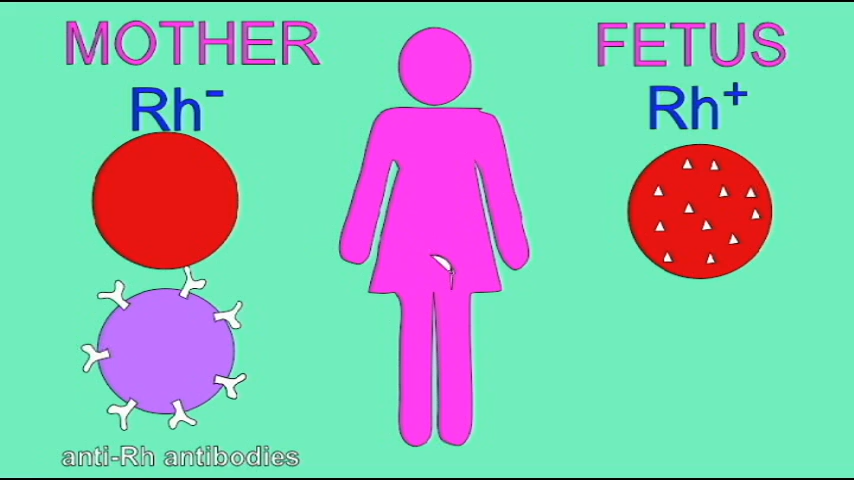 MOTHER
Rh⁻
FETUS
Rh⁺
anti-Rh antibodies